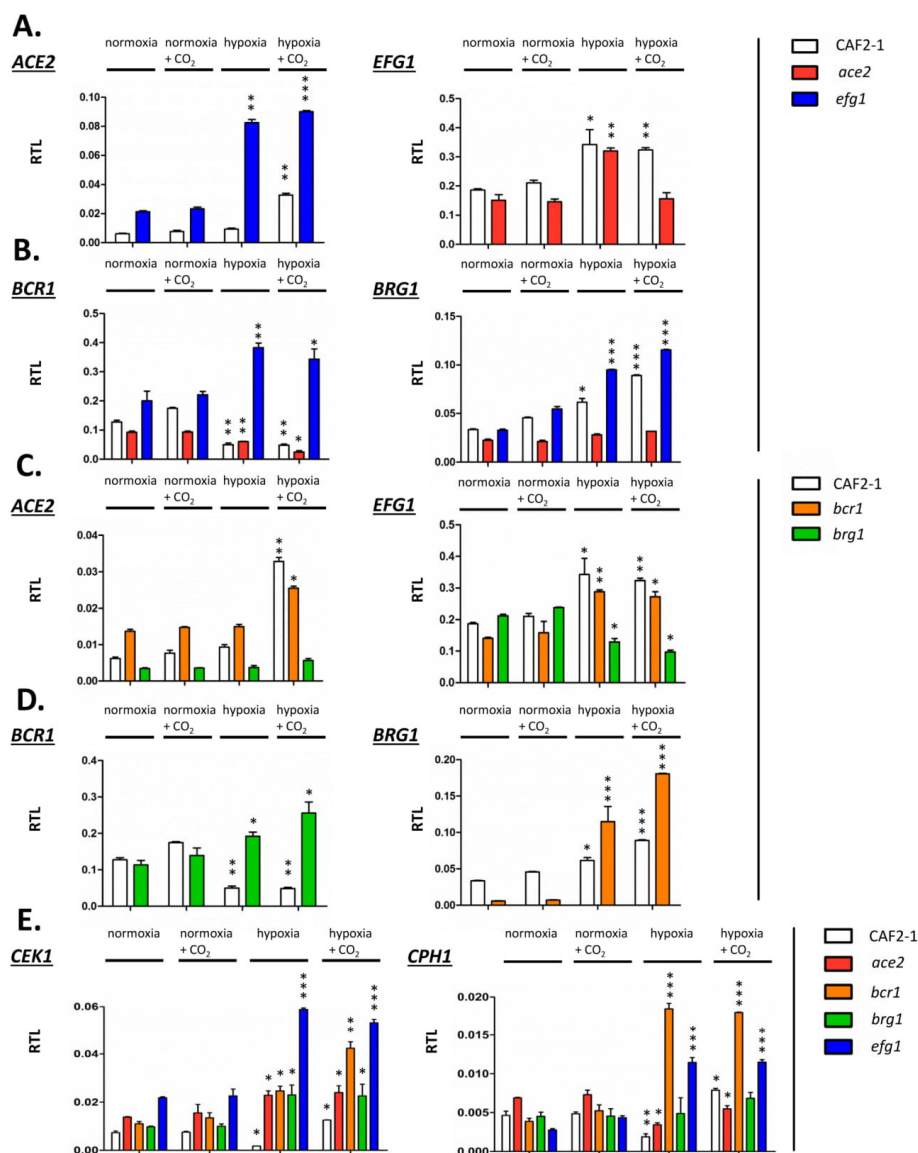 A.
normoxia normoxia + CO2 hypoxia hypoxia + CO2
ACE2
RTL
0.10
0.08
0.06
0.04
0.02
0.00
** *** **
normoxia normoxia + CO2 hypoxia hypoxia + CO2
EFG1
RTL
0.5
0.4
0.3
0.2
0.1
0.0
* ** **
CAF2-1
ace2
efg1
B.
normoxia normoxia + CO2 hypoxia hypoxia + CO2
BCR1
RTL
0.5
0.4
0.3
0.2
0.1
0.0
** ** ** ** * *
normoxia normoxia + CO2 hypoxia hypoxia + CO2
BRG1
RTL
0.15
0.10
0.05
0.00
* *** *** ***
C.
normoxia normoxia + CO2 hypoxia hypoxia + CO2
ACE2
RTL
0.04
0.03
0.02
0.01
0.00
** *
normoxia normoxia + CO2 hypoxia hypoxia + CO2
EFG1
RTL
0.5
0.4
0.3
0.2
0.1
0.0
* ** * ** * *
CAF2-1
bcr1
brg1
D.
normoxia normoxia + CO2 hypoxia hypoxia + CO2
BCR1
RTL
0.4
0.3
0.2
0.1
0.0
** * ** *
normoxia normoxia + CO2 hypoxia hypoxia + CO2
BRG1
RTL
0.20
0.15
0.10
0.05
0.00
* *** *** ***
E.
normoxia normoxia + CO2 hypoxia hypoxia + CO2
CEK1
RTL
0.06
0.04
0.02
0.00
* * * * *** * * ** * ***
normoxia normoxia + CO2 hypoxia hypoxia + CO2
CPH1
RTL
0.020
0.015
0.010
0.005
0.000
** * *** *** * * *** ***
CAF2-1
ace2
bcr1
brg1
efg1